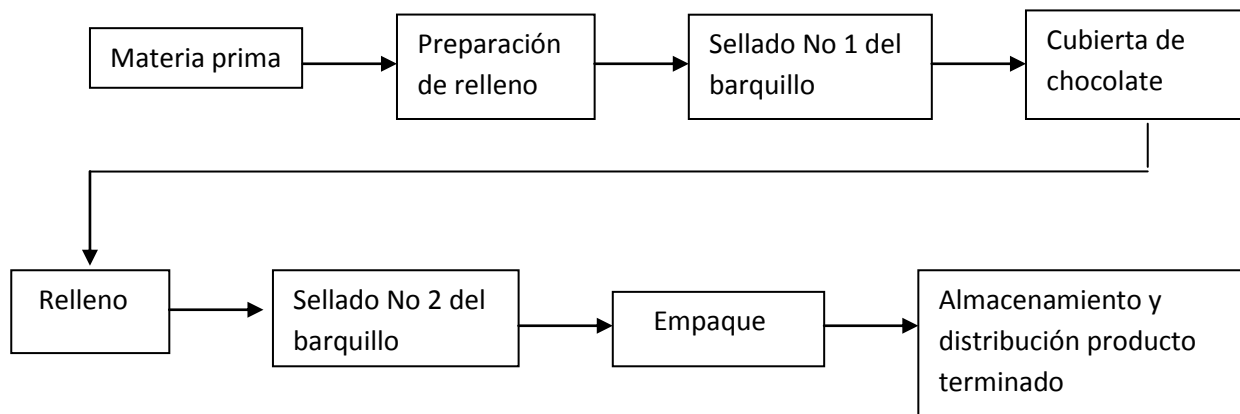 Materia prima
Preparación
de relleno
Sellado No 1 del
barquillo
Cubierta de
chocolate
Relleno
Sellado No 2 del
barquillo
Empaque
Almacenamiento y
distribución producto
terminado